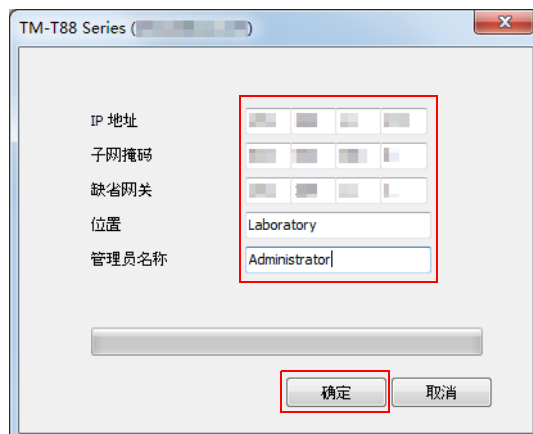 TM-T88 Series (
)
IP 地址
子网掩码
缺省网关
位置 Laboratory
管理员名称 Administrator
确定 取消